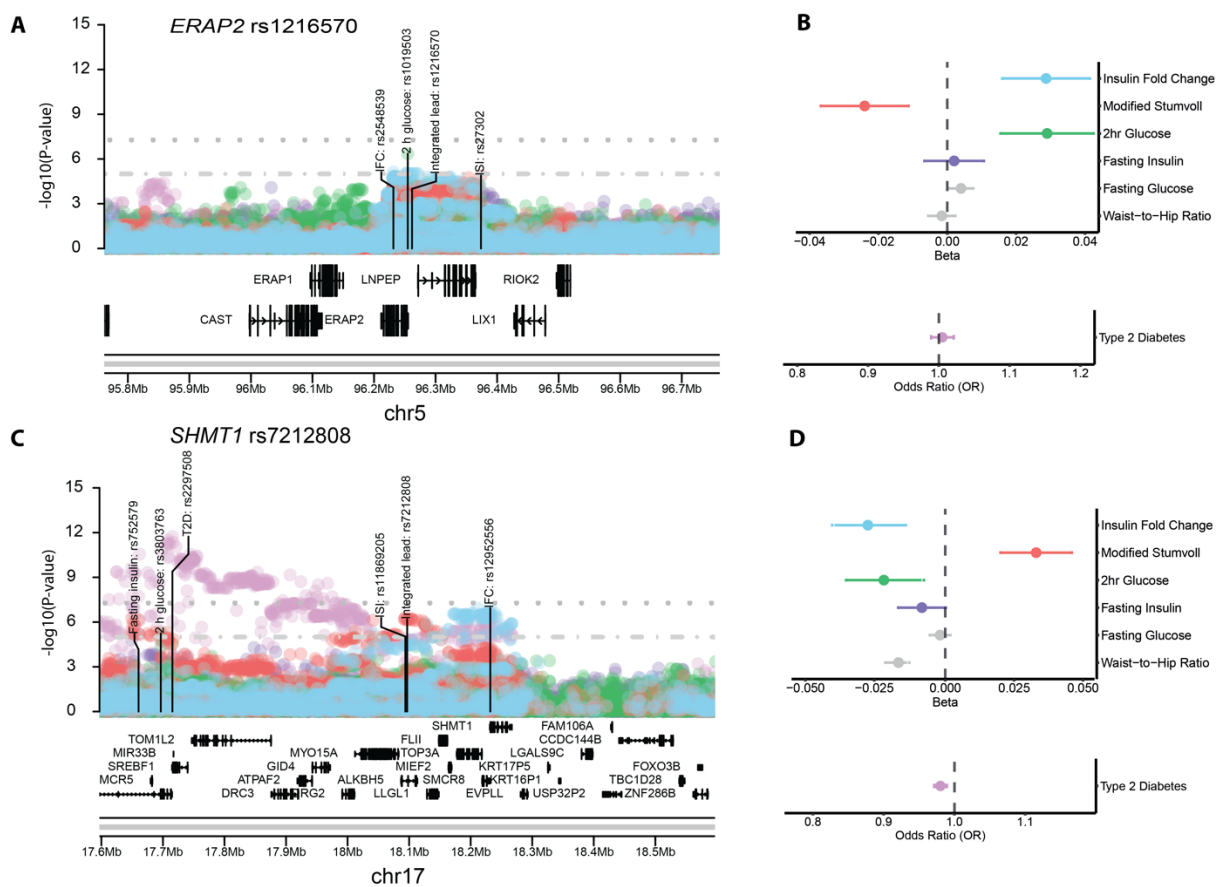 A
ERAP2 rs1216570
-log10(P-value)
15
12
9
6
3
0
IFC: rs2548539
2 h glucose: rs1019503
Integrated lead: rs1216570
ISI: rs27302
ERAP1
LNPEP
RIOK2
CAST
ERAP2
LIX1
95.8Mb
95.9Mb
96Mb
96.1Mb
96.2Mb
96.3Mb
96.4Mb
96.5Mb
96.6Mb
96.7Mb
chr5
B
Insulin Fold Change
Modified Stumvoll
2hr Glucose
Fasting Insulin
Fasting Glucose
Waist−to−Hip Ratio
−0.04
−0.02
0.00
0.02
0.04
Beta
Type 2 Diabetes
0.8
0.9
1.0
1.1
1.2
Odds Ratio (OR)
C
SHMT1 rs7212808
-log10(P-value)
15
12
9
6
3
0
Fasting insulin: rs752579
2 h glucose: rs3803763
T2D: rs2297508
ISI: rs11869205
Integrated lead: rs7212808
IFC: rs12952556
SHMT1
FAM106A
TOM1L2
FLII
CCDC144B
MIR33B
MYO15A
TOP3A
LGALS9C
SREBF1
GID4
MIEF2
KRT17P5
FOXO3B
MCR5
ATPAF2
ALKBH5
SMCR8
KRT16P1
TBC1D28
DRC3
RG2
LLGL1
EVPLL
USP32P2
ZNF286B
17.6Mb
17.7Mb
17.8Mb
17.9Mb
18Mb
18.1Mb
18.2Mb
18.3Mb
18.4Mb
18.5Mb
chr17
D
Insulin Fold Change
Modified Stumvoll
2hr Glucose
Fasting Insulin
Fasting Glucose
Waist−to−Hip Ratio
−0.050
−0.025
0.000
0.025
0.050
Beta
Type 2 Diabetes
0.8
0.9
1.0
1.1
Odds Ratio (OR)